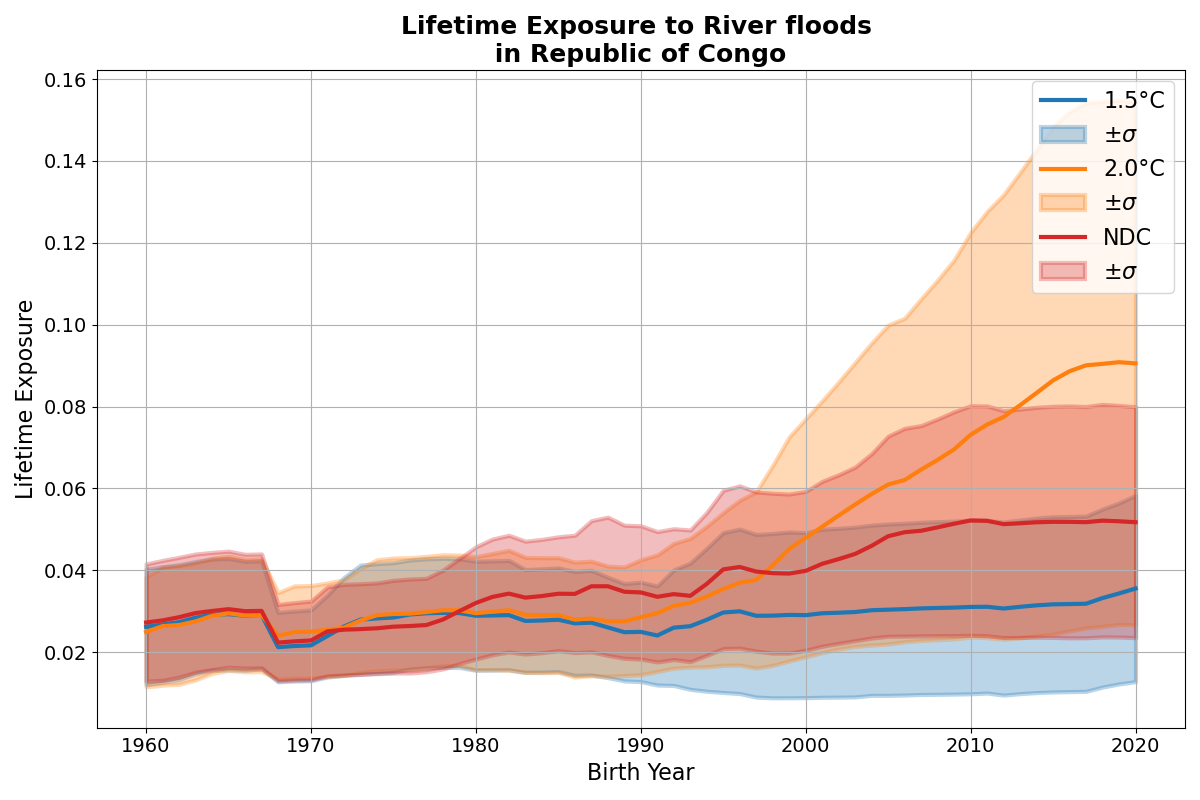 Lifetime Exposure to River floods
in Republic of Congo
0.16
0.14
0.12
0.10
0.08
0.06
0.04
0.02
Lifetime Exposure
1960
1970
1980
1990
2000
2010
2020
Birth Year
1.5°C
±σ
2.0°C
±σ
NDC
±σ